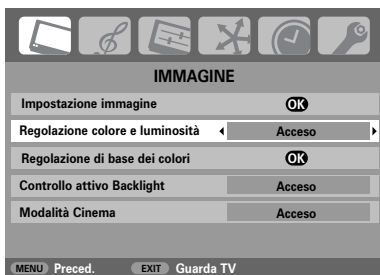 IMMAGINE
Impostazione immagine OK
Regolazione colore e luminosità Acceso
Regolazione di base dei colori OK
Controllo attivo Backlight Acceso
Modalità Cinema Acceso
MENU Preced. EXIT Guarda TV